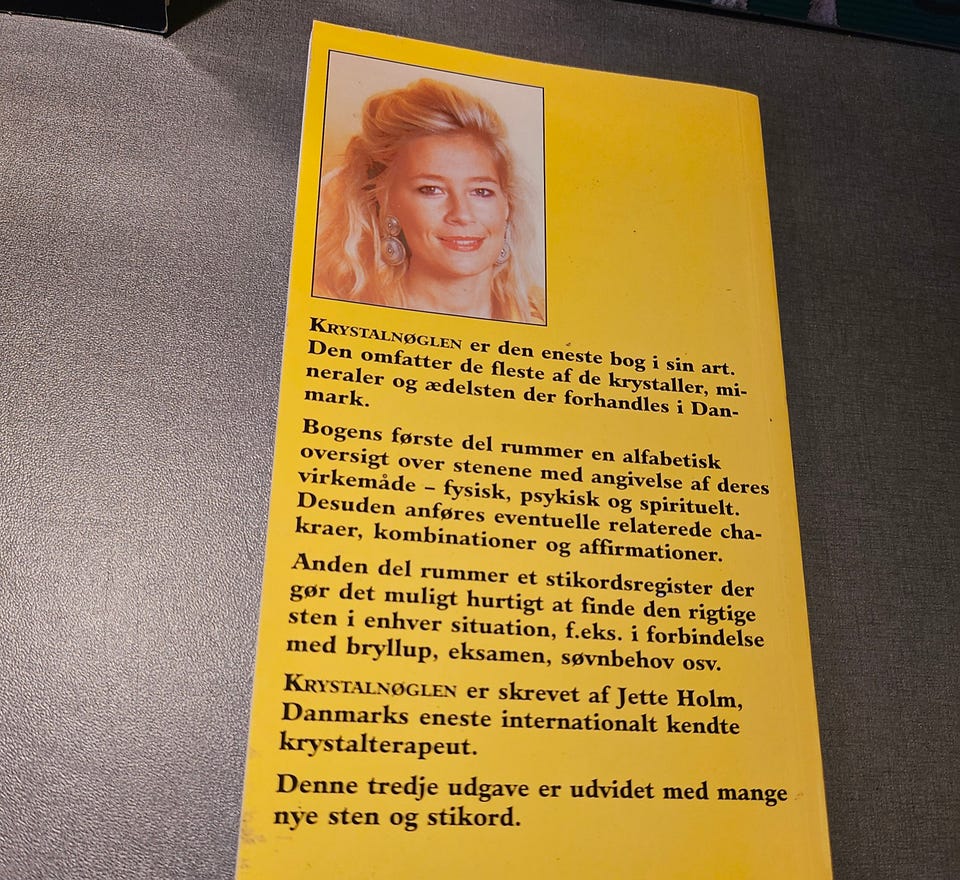 KRYSTALNØGLEN er den eneste bog i sin art.
Den omfatter de fleste af de krystaller, mi-
neraler og ædelsten der forhandles i Dan-
mark.
Bogens første del rummer en alfabetisk
oversigt over stenene med angivelse af deres
virkemåde – fysisk, psykisk og spirituelt.
Desuden anføres eventuelle relaterede cha-
kraer, kombinationer og affirmationer.
Anden del rummer et stikordsregister der
gør det muligt hurtigt at finde den rigtige
sten i enhver situation, f.eks. i forbindelse
med bryllup, eksamen, søvnbehov osv.
KRYSTALNØGLEN er skrevet af Jette Holm,
Danmarks eneste internationalt kendte
krystalterapeut.
Denne tredje udgave er udvidet med mange
nye sten og stikord.